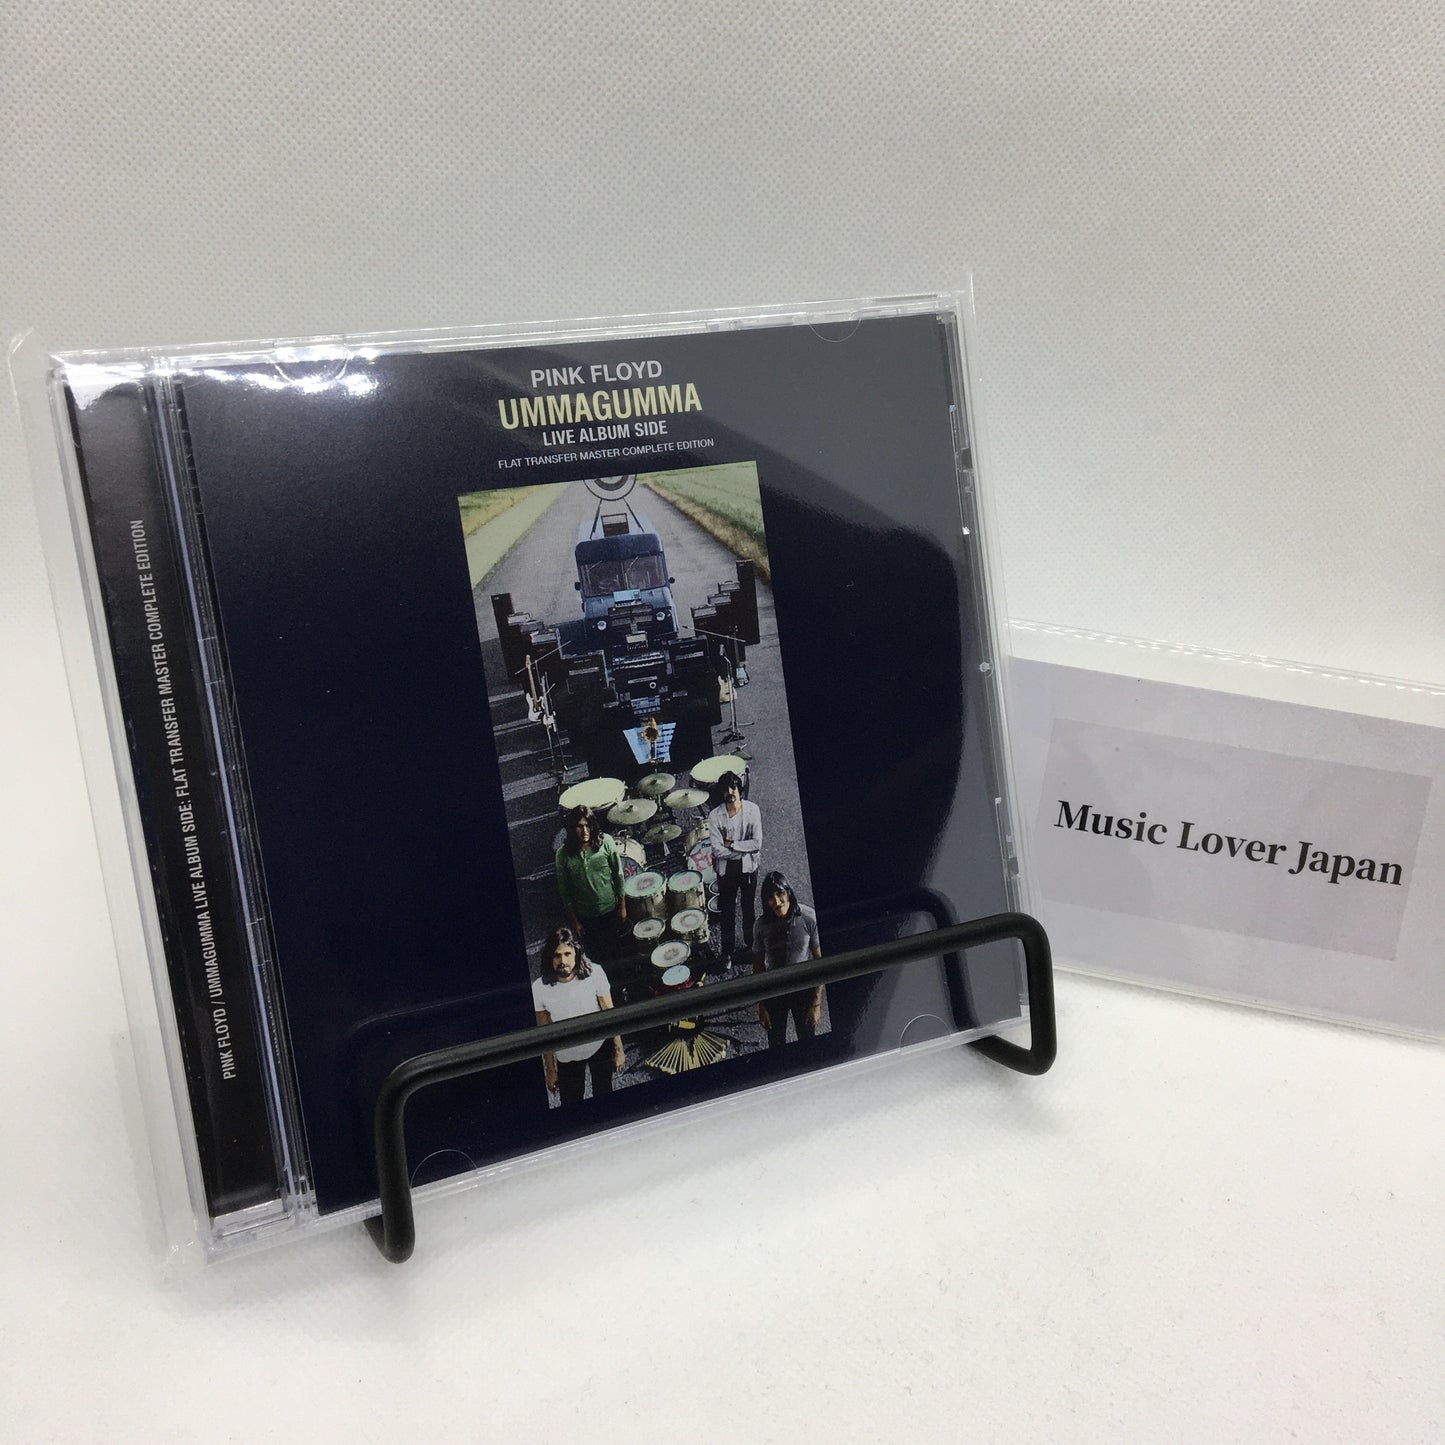 PINK FLOYD
UMMAGUMMA
LIVE ALBUM SIDE
FLAT TRANSFER MASTER COMPLETE EDITION
PINK FLOYD / UMMAGUMMA LIVE ALBUM SIDE: FLAT TRANSFER MASTER COMPLETE EDITION
Music Lover Japan